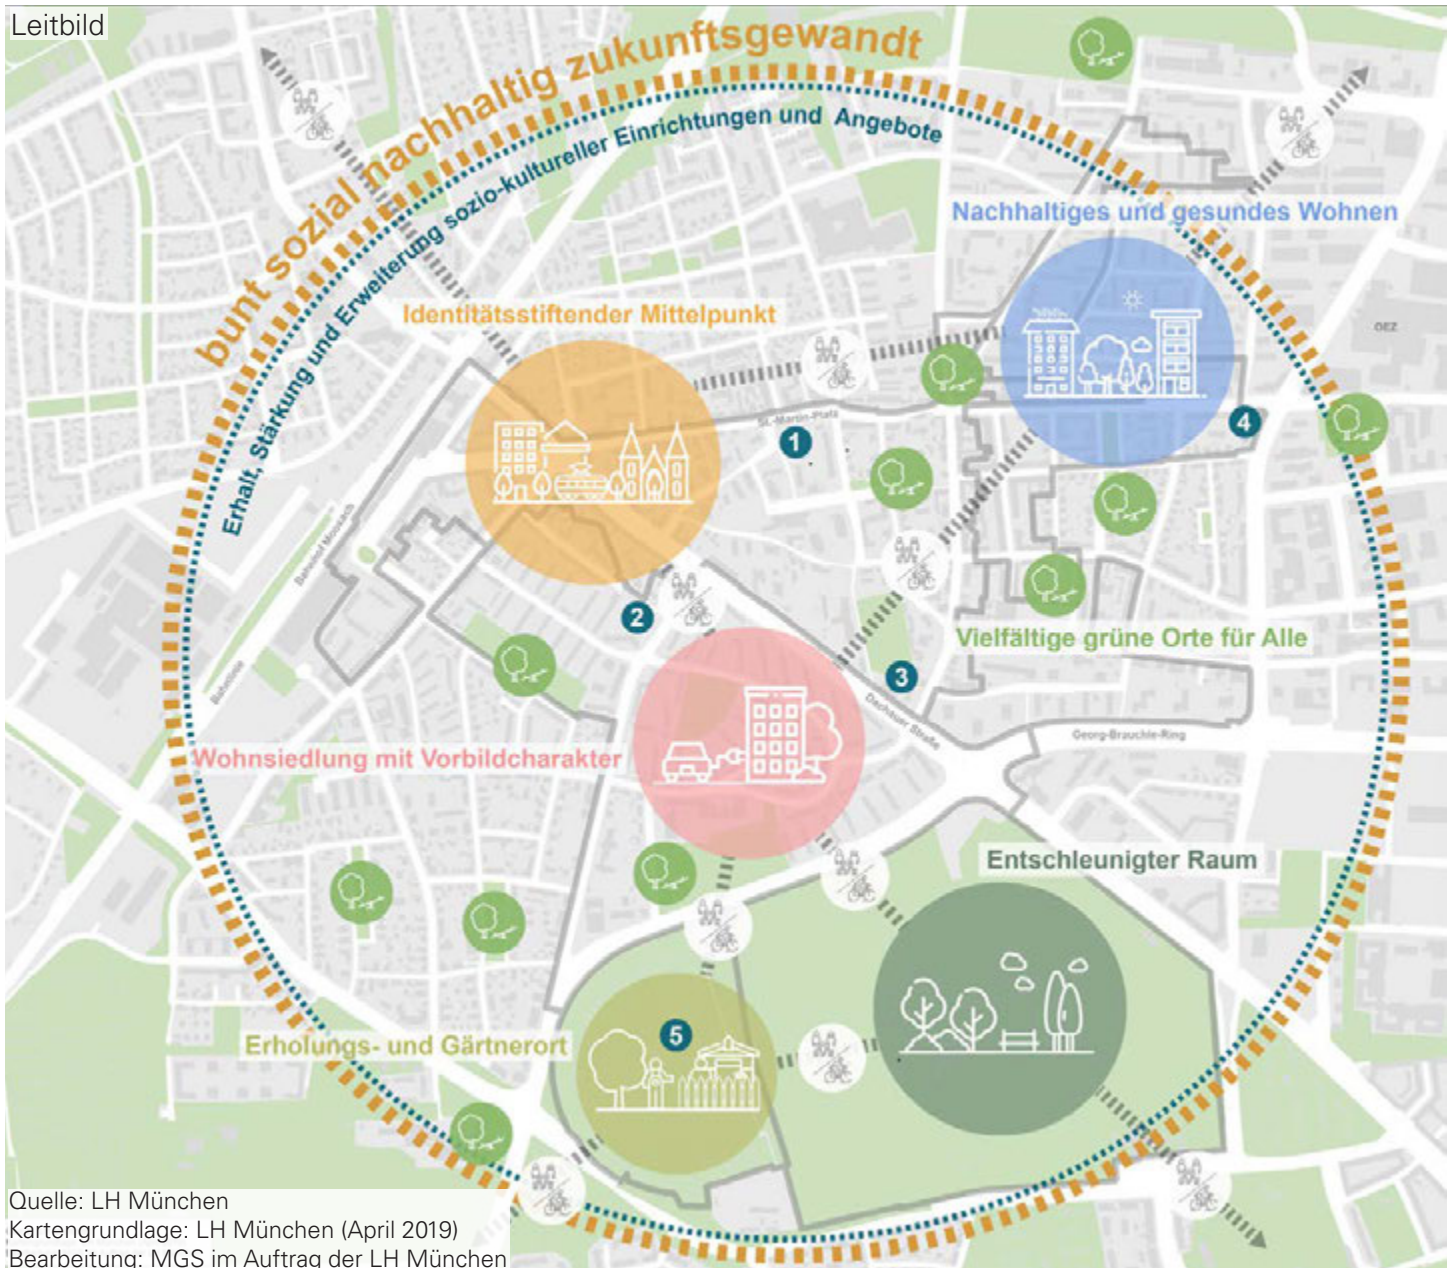 Leitbild
bunt sozial nachhaltig zukunftsgewandt
Erhalt, Stärkung und Erweiterung sozio-kultureller Einrichtungen und Angebote
Nachhaltiges und gesundes Wohnen
Identitätsstiftender Mittelpunkt
OEZ
St.-Martin-Platz
1
4
Bahnhof Moosach
2
Vielfältige grüne Orte für Alle
3
Bahnlinie
Dachauer Straße
Georg-Brauchle-Ring
Wohnsiedlung mit Vorbildcharakter
Entschleunigter Raum
Erholungs- und Gärtnerort
5
Quelle: LH München
Kartengrundlage: LH München (April 2019)
Bearbeitung: MGS im Auftrag der LH München